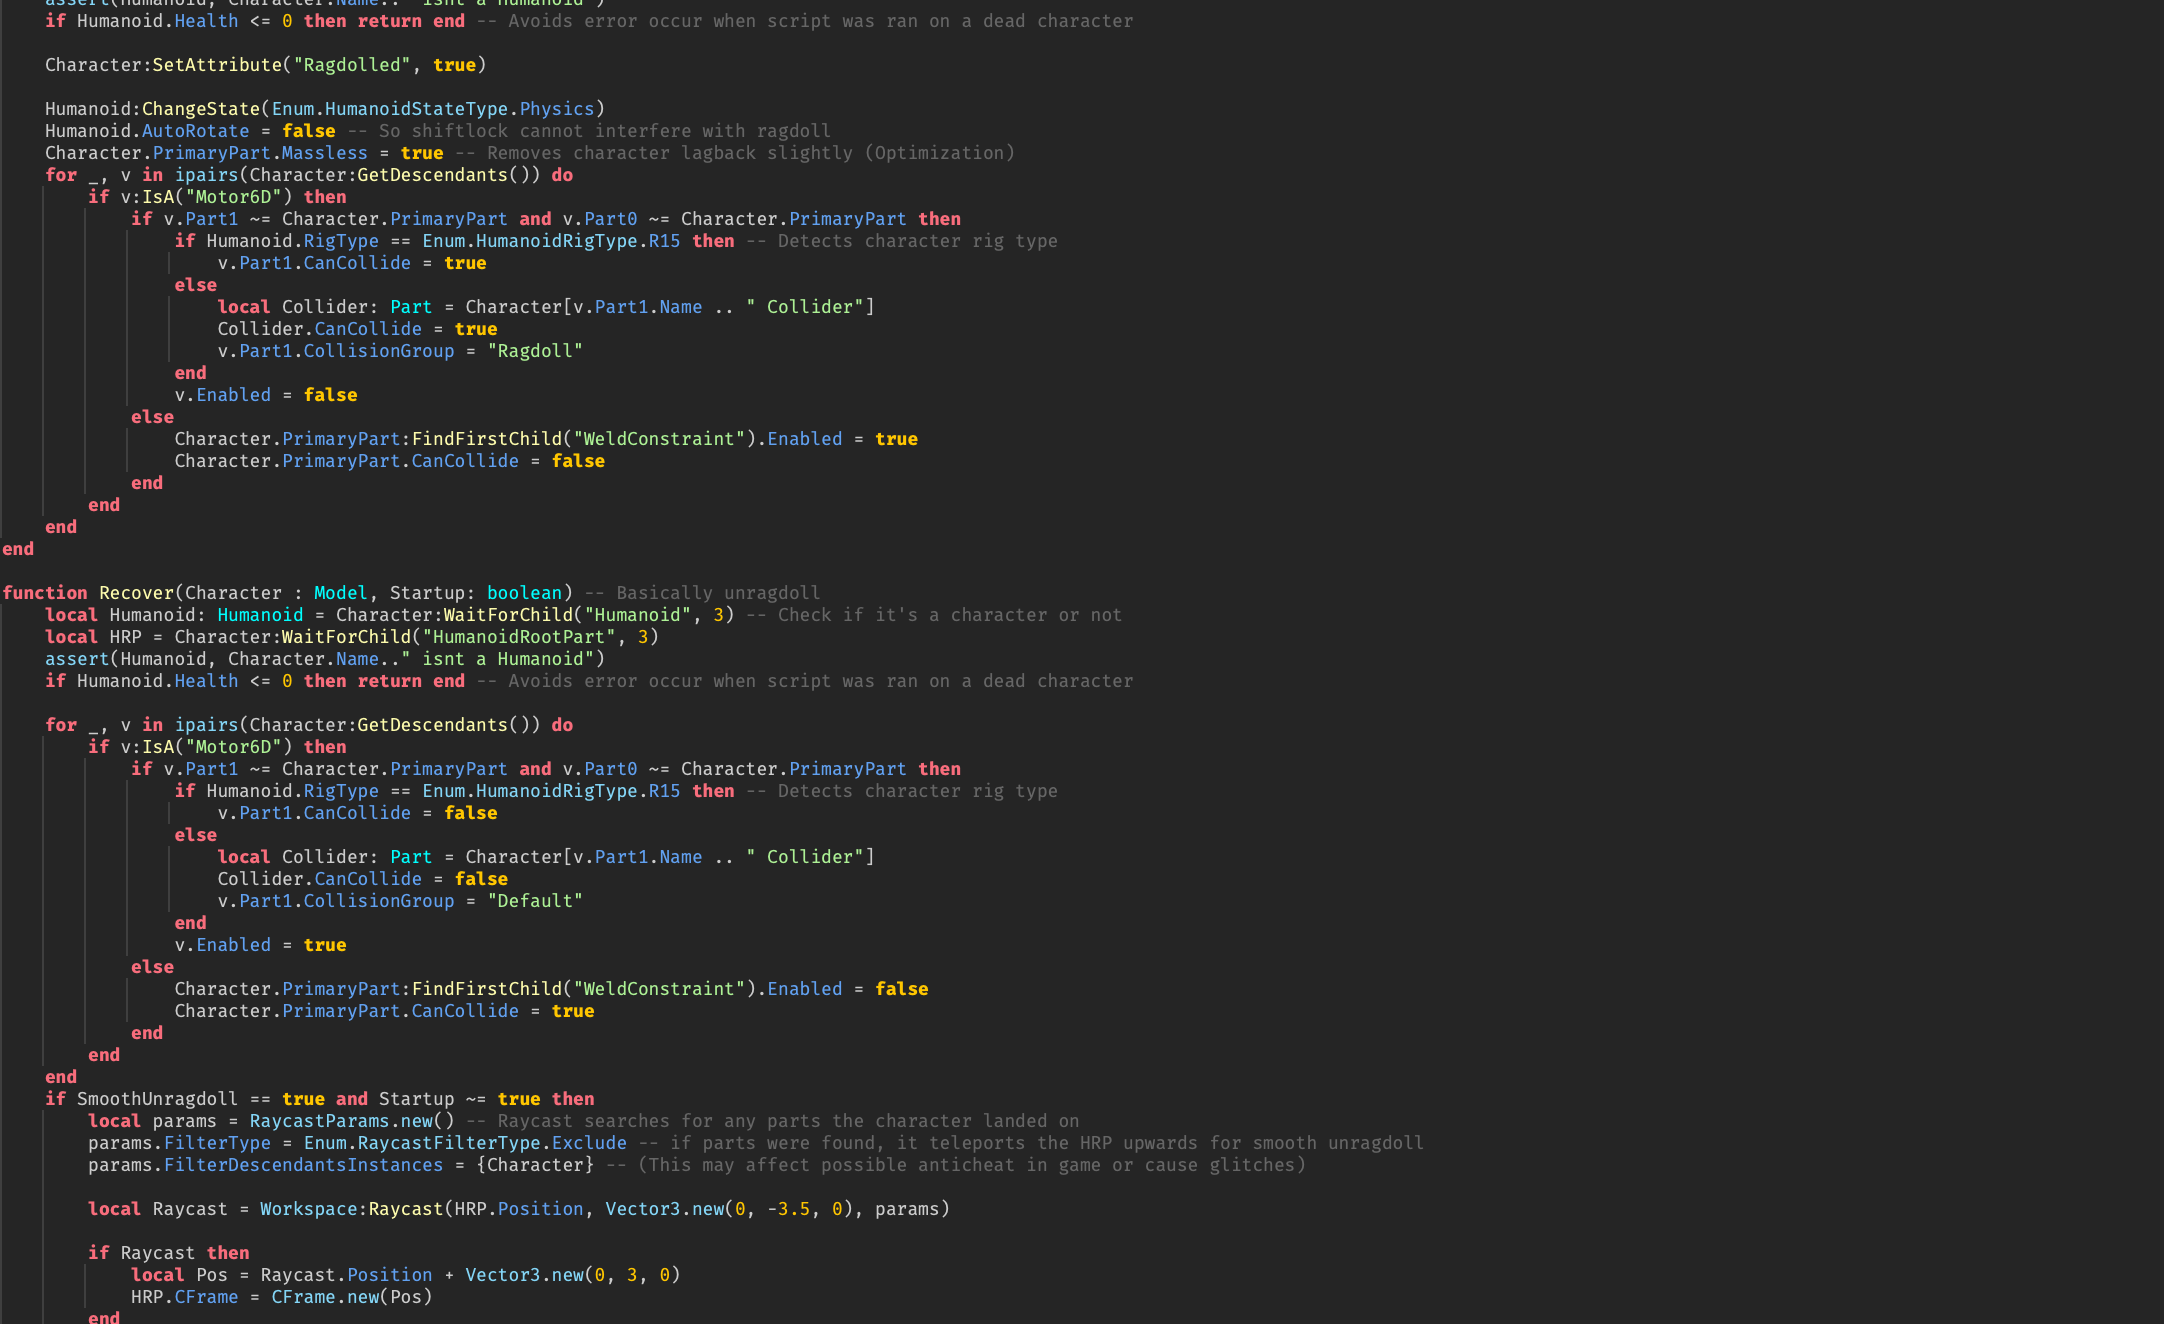 assert(Humanoid, Character.Name.." isnt a Humanoid")
if Humanoid.Health <= 0 then return end -- Avoids error occur when script was ran on a dead character
Character:SetAttribute("Ragdolled", true)
Humanoid:ChangeState(Enum.HumanoidStateType.Physics)
Humanoid.AutoRotate = false -- So shiftlock cannot interfere with ragdoll
Character.PrimaryPart.Massless = true -- Removes character lagback slightly (Optimization)
for _, v in ipairs(Character:GetDescendants()) do
if v:IsA("Motor6D") then
if v.Part1 ~= Character.PrimaryPart and v.Part0 ~= Character.PrimaryPart then
if Humanoid.RigType == Enum.HumanoidRigType.R15 then -- Detects character rig type
v.Part1.CanCollide = true
else
local Collider: Part = Character[v.Part1.Name .. " Collider"]
Collider.CanCollide = true
v.Part1.CollisionGroup = "Ragdoll"
end
v.Enabled = false
else
Character.PrimaryPart:FindFirstChild("WeldConstraint").Enabled = true
Character.PrimaryPart.CanCollide = false
end
end
end
end
function Recover(Character : Model, Startup: boolean) -- Basically unragdoll
local Humanoid: Humanoid = Character:WaitForChild("Humanoid", 3) -- Check if it's a character or not
local HRP = Character:WaitForChild("HumanoidRootPart", 3)
assert(Humanoid, Character.Name.." isnt a Humanoid")
if Humanoid.Health <= 0 then return end -- Avoids error occur when script was ran on a dead character
for _, v in ipairs(Character:GetDescendants()) do
if v:IsA("Motor6D") then
if v.Part1 ~= Character.PrimaryPart and v.Part0 ~= Character.PrimaryPart then
if Humanoid.RigType == Enum.HumanoidRigType.R15 then -- Detects character rig type
v.Part1.CanCollide = false
else
local Collider: Part = Character[v.Part1.Name .. " Collider"]
Collider.CanCollide = false
v.Part1.CollisionGroup = "Default"
end
v.Enabled = true
else
Character.PrimaryPart:FindFirstChild("WeldConstraint").Enabled = false
Character.PrimaryPart.CanCollide = true
end
end
end
if SmoothUnragdoll == true and Startup ~= true then
local params = RaycastParams.new() -- Raycast searches for any parts the character landed on
params.FilterType = Enum.RaycastFilterType.Exclude -- if parts were found, it teleports the HRP upwards for smooth unragdoll
params.FilterDescendantsInstances = {Character} -- (This may affect possible anticheat in game or cause glitches)
local Raycast = Workspace:Raycast(HRP.Position, Vector3.new(0, -3.5, 0), params)
if Raycast then
local Pos = Raycast.Position + Vector3.new(0, 3, 0)
HRP.CFrame = CFrame.new(Pos)
end